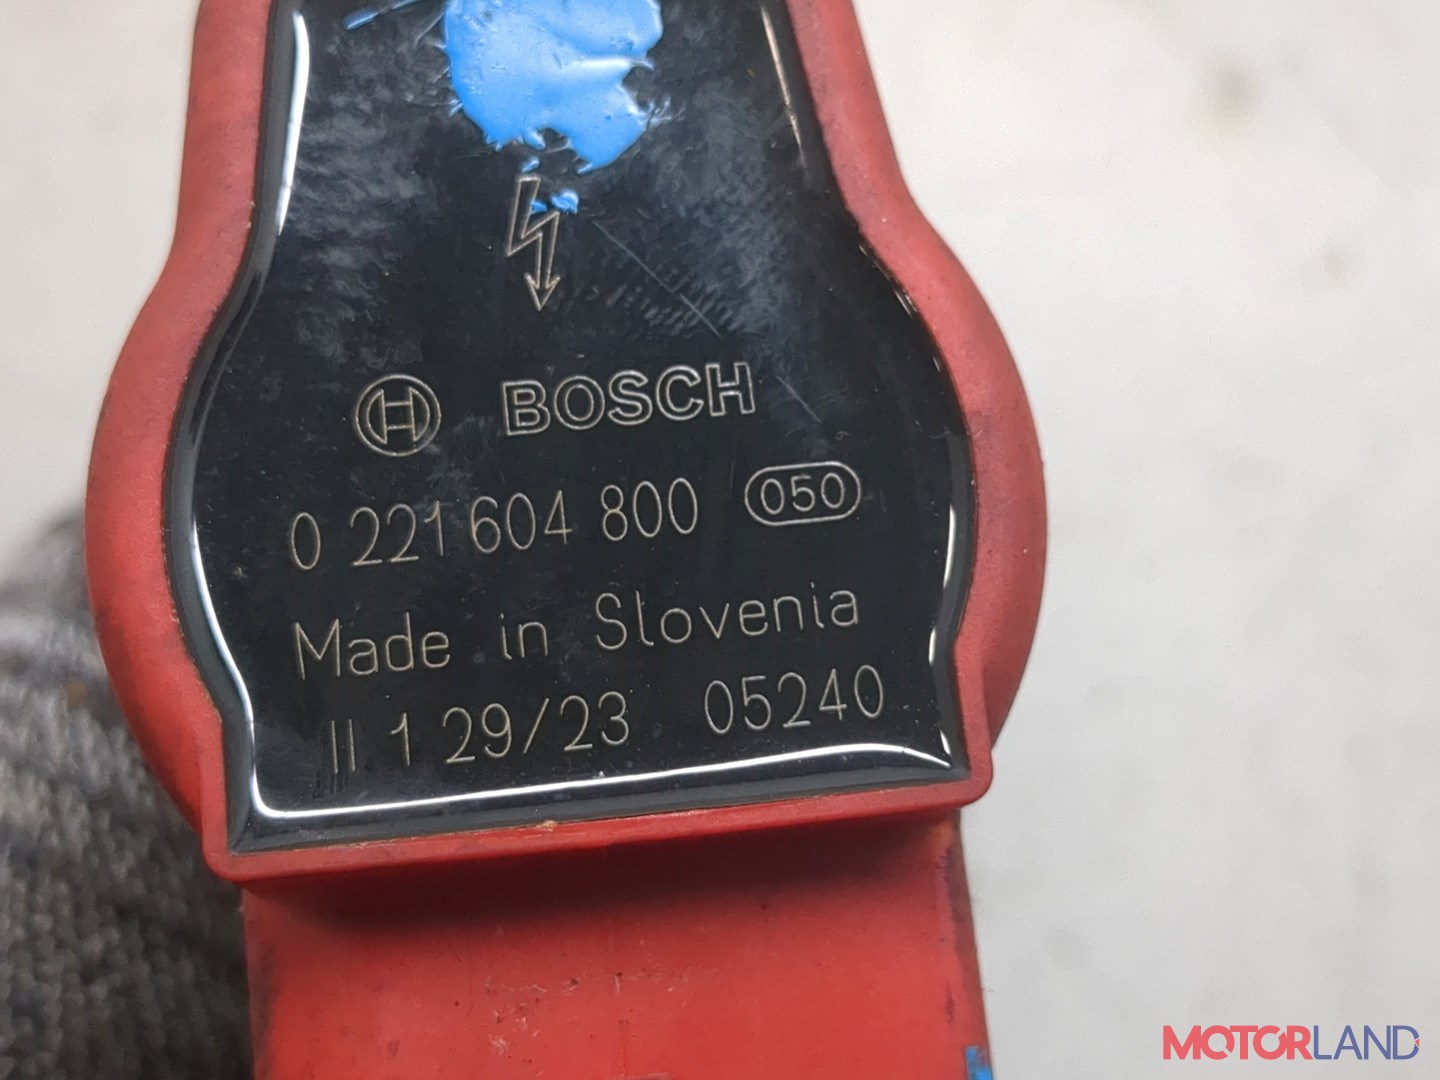 BOSCH
0 221 604 800 050
Made in Slovenia
II 1 29/23 05240
MOTORLAND